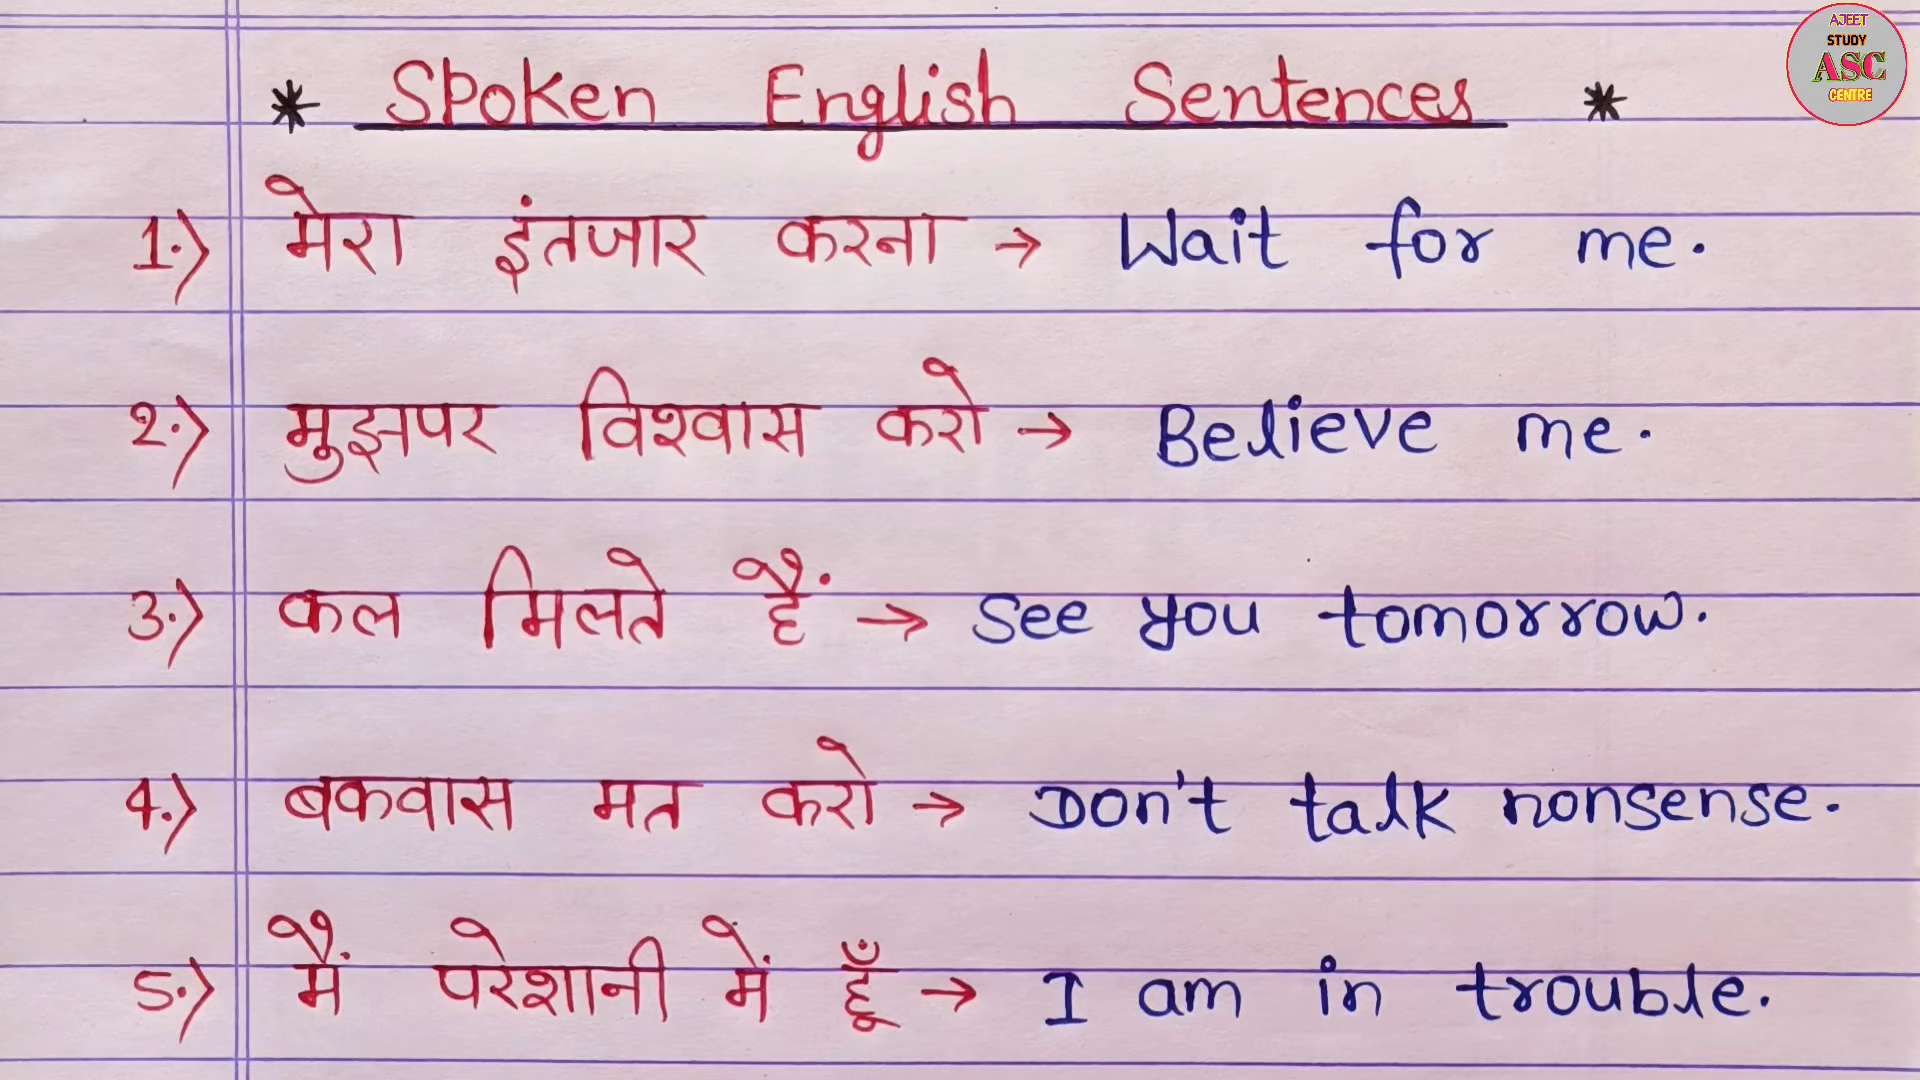 * Spoken English Sentences *
AJEET
STUDY
ASC
CENTRE
1.) मेरा इंतजार करना → Wait for me.
2.) मुझपर विश्वास करो → Believe me.
3.) कल मिलते हैं → See you tomorrow.
4.) बकवास मत करो → Don't talk nonsense.
5.) मैं परेशानी में हूँ → I am in trouble.